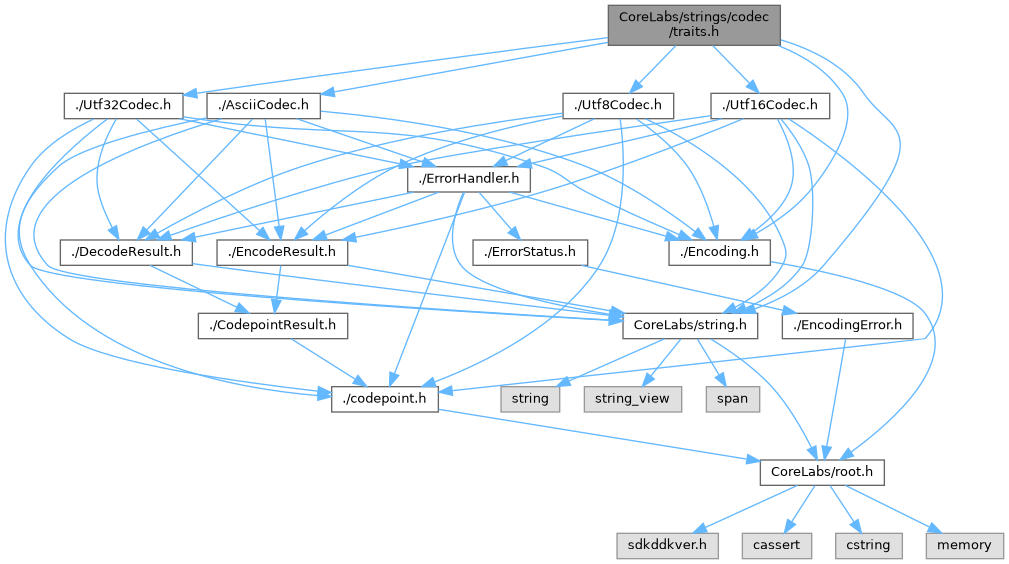 CoreLabs/strings/codec
/traits.h
./Utf32Codec.h
./AsciiCodec.h
./Utf8Codec.h
./Utf16Codec.h
./ErrorHandler.h
./DecodeResult.h
./EncodeResult.h
./ErrorStatus.h
./Encoding.h
./CodepointResult.h
CoreLabs/string.h
./EncodingError.h
./codepoint.h
string
string_view
span
CoreLabs/root.h
sdkddkver.h
cassert
cstring
memory